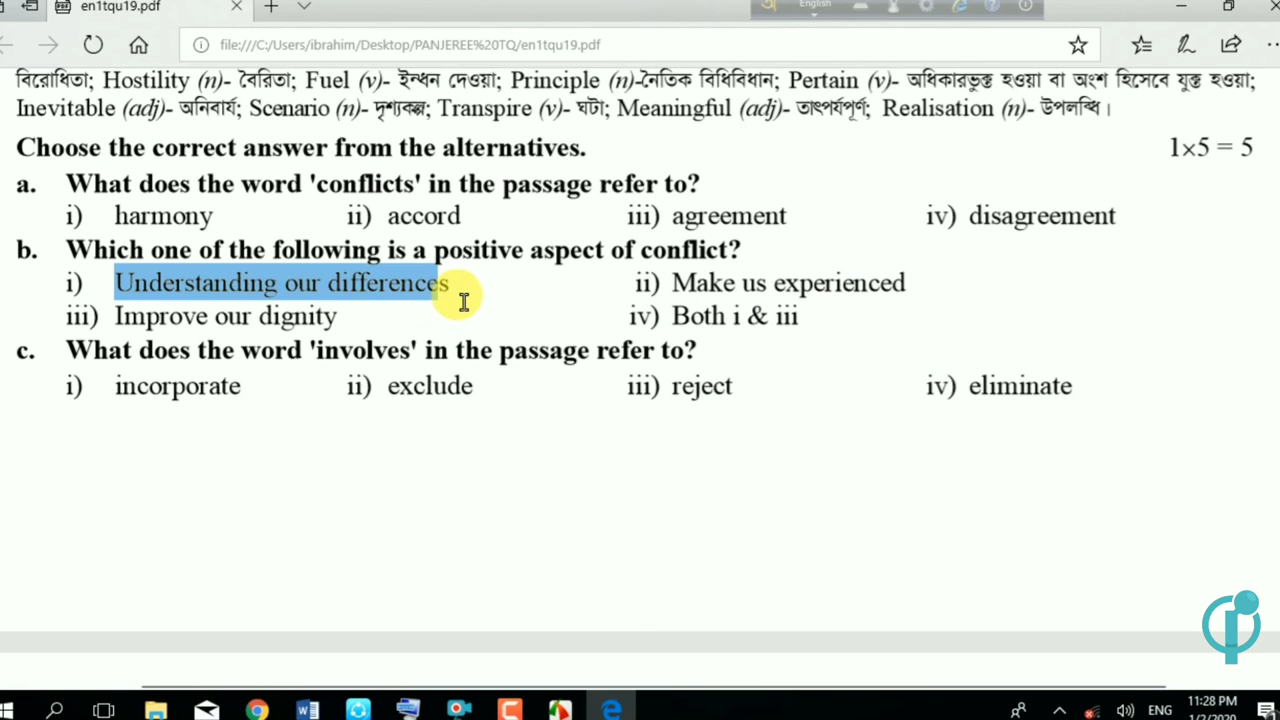 en1tqu19.pdf
English
file:///C:/Users/ibrahim/Desktop/PANJEREE%20TQ/en1tqu19.pdf
বিরোধিতা; Hostility (n)- বৈরিতা; Fuel (v)- ইন্ধন দেওয়া; Principle (n)-নৈতিক বিধিবিধান; Pertain (v)- অধিকারভুক্ত হওয়া বা অংশ হিসেবে যুক্ত হওয়া;
Inevitable (adj)- অনিবার্য; Scenario (n)- দৃশ্যকল্প; Transpire (v)- ঘটা; Meaningful (adj)- তাৎপর্যপূর্ণ; Realisation (n)- উপলব্ধি।
Choose the correct answer from the alternatives. 1×5 = 5
a. What does the word 'conflicts' in the passage refer to?
i) harmony ii) accord iii) agreement iv) disagreement
b. Which one of the following is a positive aspect of conflict?
i) Understanding our differences ii) Make us experienced
iii) Improve our dignity iv) Both i & iii
c. What does the word 'involves' in the passage refer to?
i) incorporate ii) exclude iii) reject iv) eliminate
11:28 PM
ENG
1/2/2020